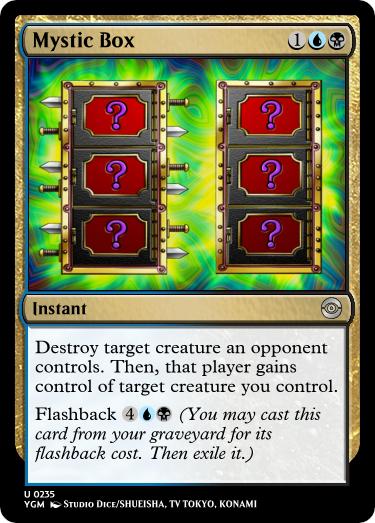 Mystic Box 1
?
?
?
?
?
?
Instant
Destroy target creature an opponent
controls. Then, that player gains
control of target creature you control.
Flashback 4 (You may cast this
card from your graveyard for its
flashback cost. Then exile it.)
U 0235
YGM Studio Dice/SHUEISHA, TV TOKYO, KONAMI